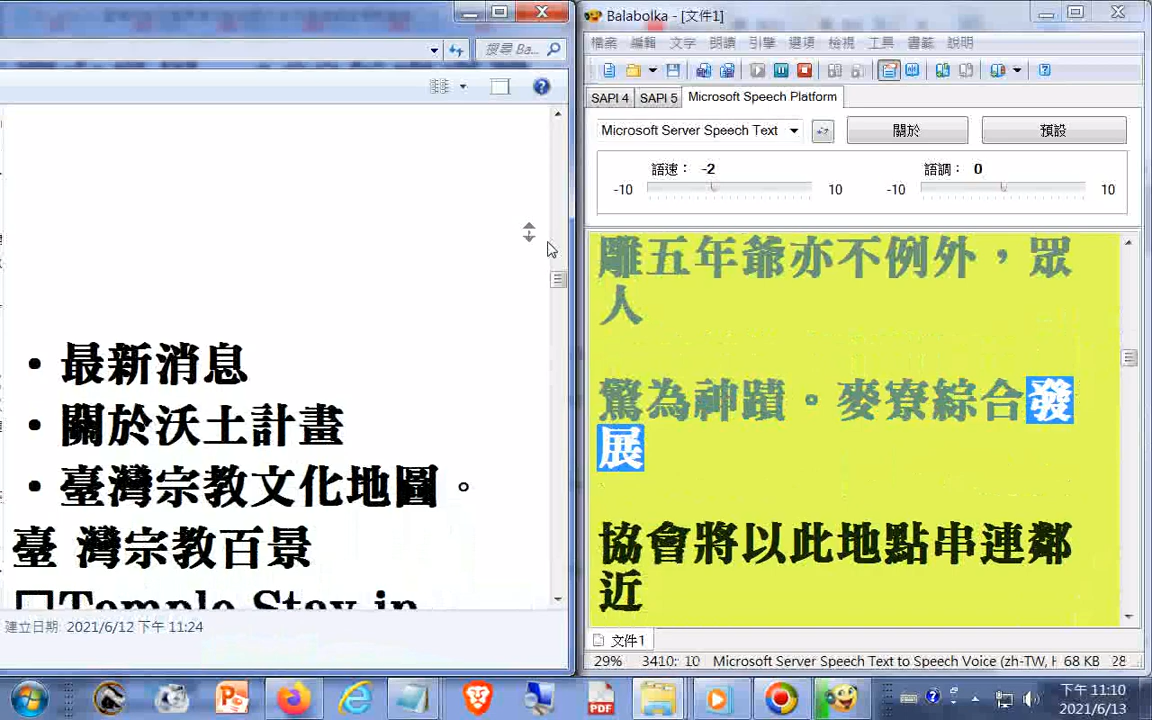 搜尋 Ba...
• 最新消息
• 關於沃土計畫
• 臺灣宗教文化地圖。
臺 灣宗教百景
□Temple Stay in
建立日期: 2021/6/12 下午 11:24
Balabolka - [文件1]
檔案 編輯 文字 朗讀 引擎 選項 檢視 工具 書籤 說明
SAPI 4 SAPI 5 Microsoft Speech Platform
Microsoft Server Speech Text 關於 預設
語速： -2 語調： 0
-10 10 -10 10
雕五年爺亦不例外，眾
人
驚為神蹟。麥寮綜合發
展
協會將以此地點串連鄰
近
文件1
29% 3410: 10 Microsoft Server Speech Text to Speech Voice (zh-TW, H 68 KB 28
下午 11:10
2021/6/13